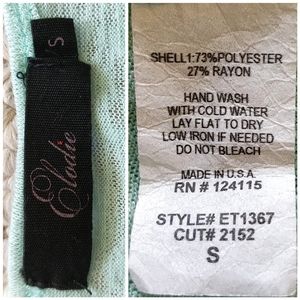 S
Elodie
SHELL1:73%POLYESTER
27% RAYON
HAND WASH
WITH COLD WATER
LAY FLAT TO DRY
LOW IRON IF NEEDED
DO NOT BLEACH
MADE IN U.S.A.
RN # 124115
STYLE# ET1367
CUT# 2152
S